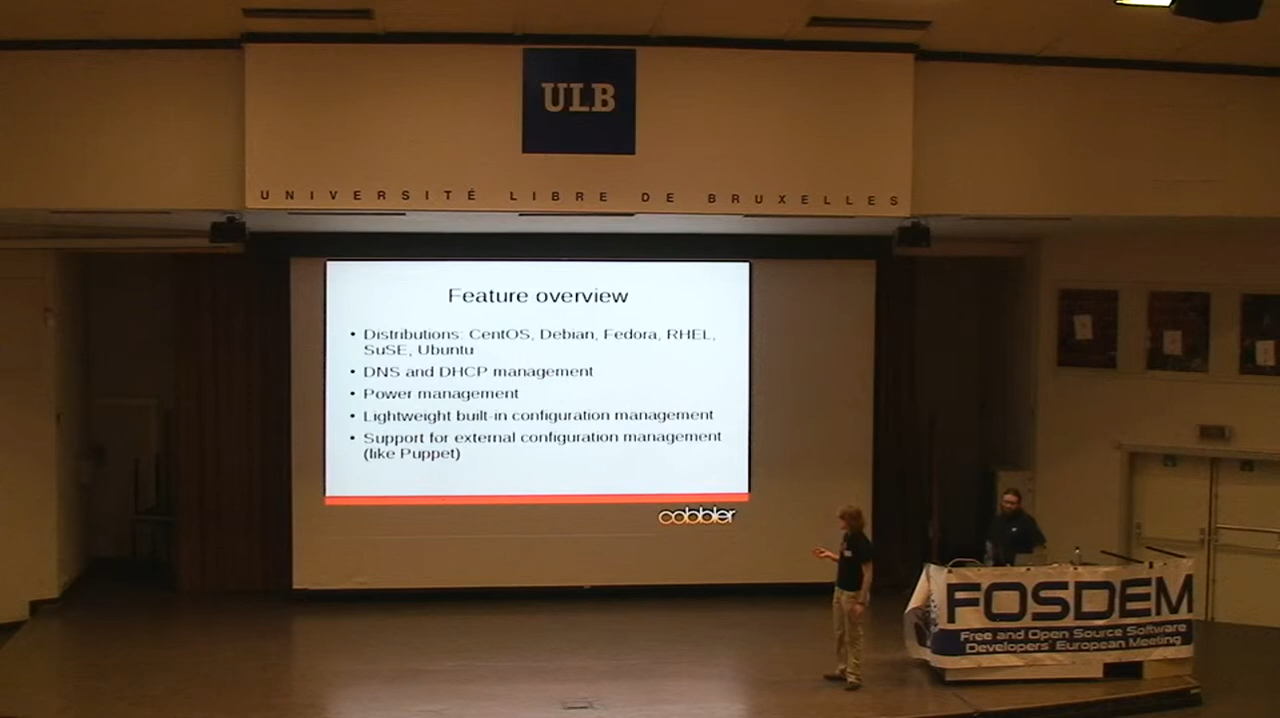 ULB
UNIVERSITÉ LIBRE DE BRUXELLES
Feature overview
• Distributions: CentOS, Debian, Fedora, RHEL,
SuSE, Ubuntu
• DNS and DHCP management
• Power management
• Lightweight built-in configuration management
• Support for external configuration management
(like Puppet)
cobbler
FOSDEM
Free and Open Source Software
Developers' European Meeting